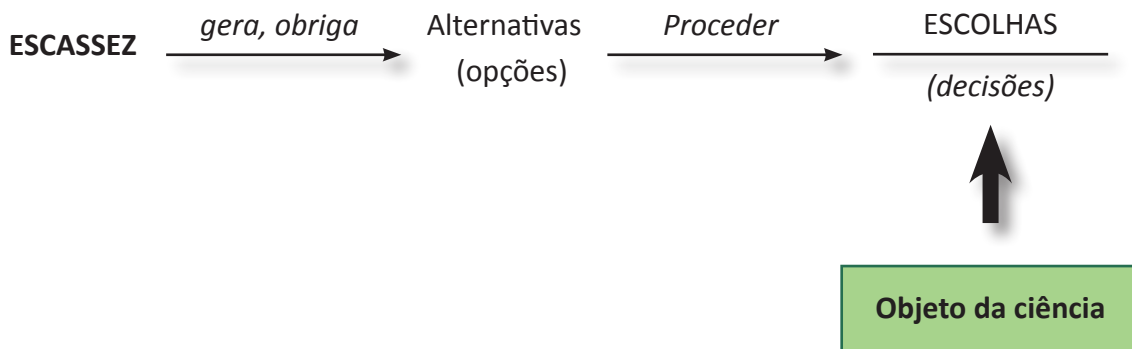 ESCASSEZ
gera, obriga
Alternativas
(opções)
Proceder
ESCOLHAS
(decisões)
Objeto da ciência